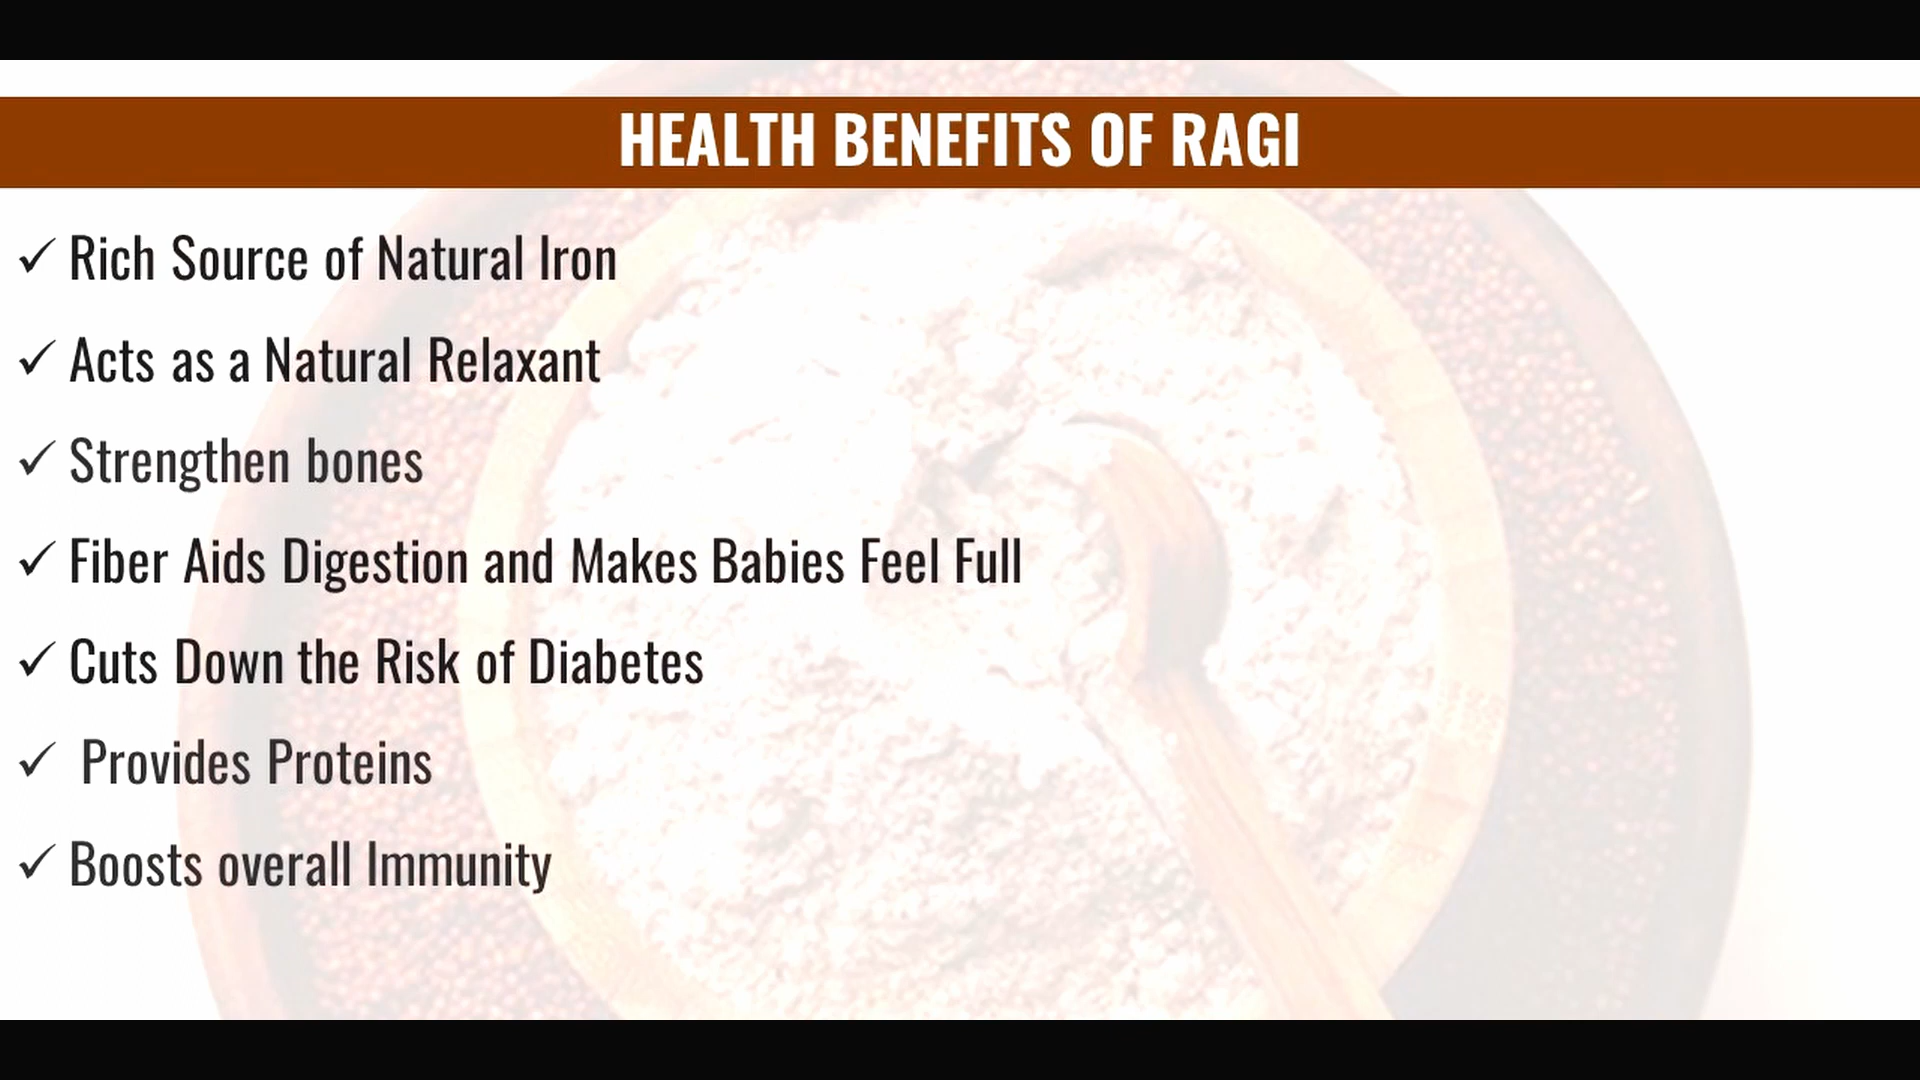 HEALTH BENEFITS OF RAGI
✓ Rich Source of Natural Iron
✓ Acts as a Natural Relaxant
✓ Strengthen bones
✓ Fiber Aids Digestion and Makes Babies Feel Full
✓ Cuts Down the Risk of Diabetes
✓ Provides Proteins
✓ Boosts overall Immunity